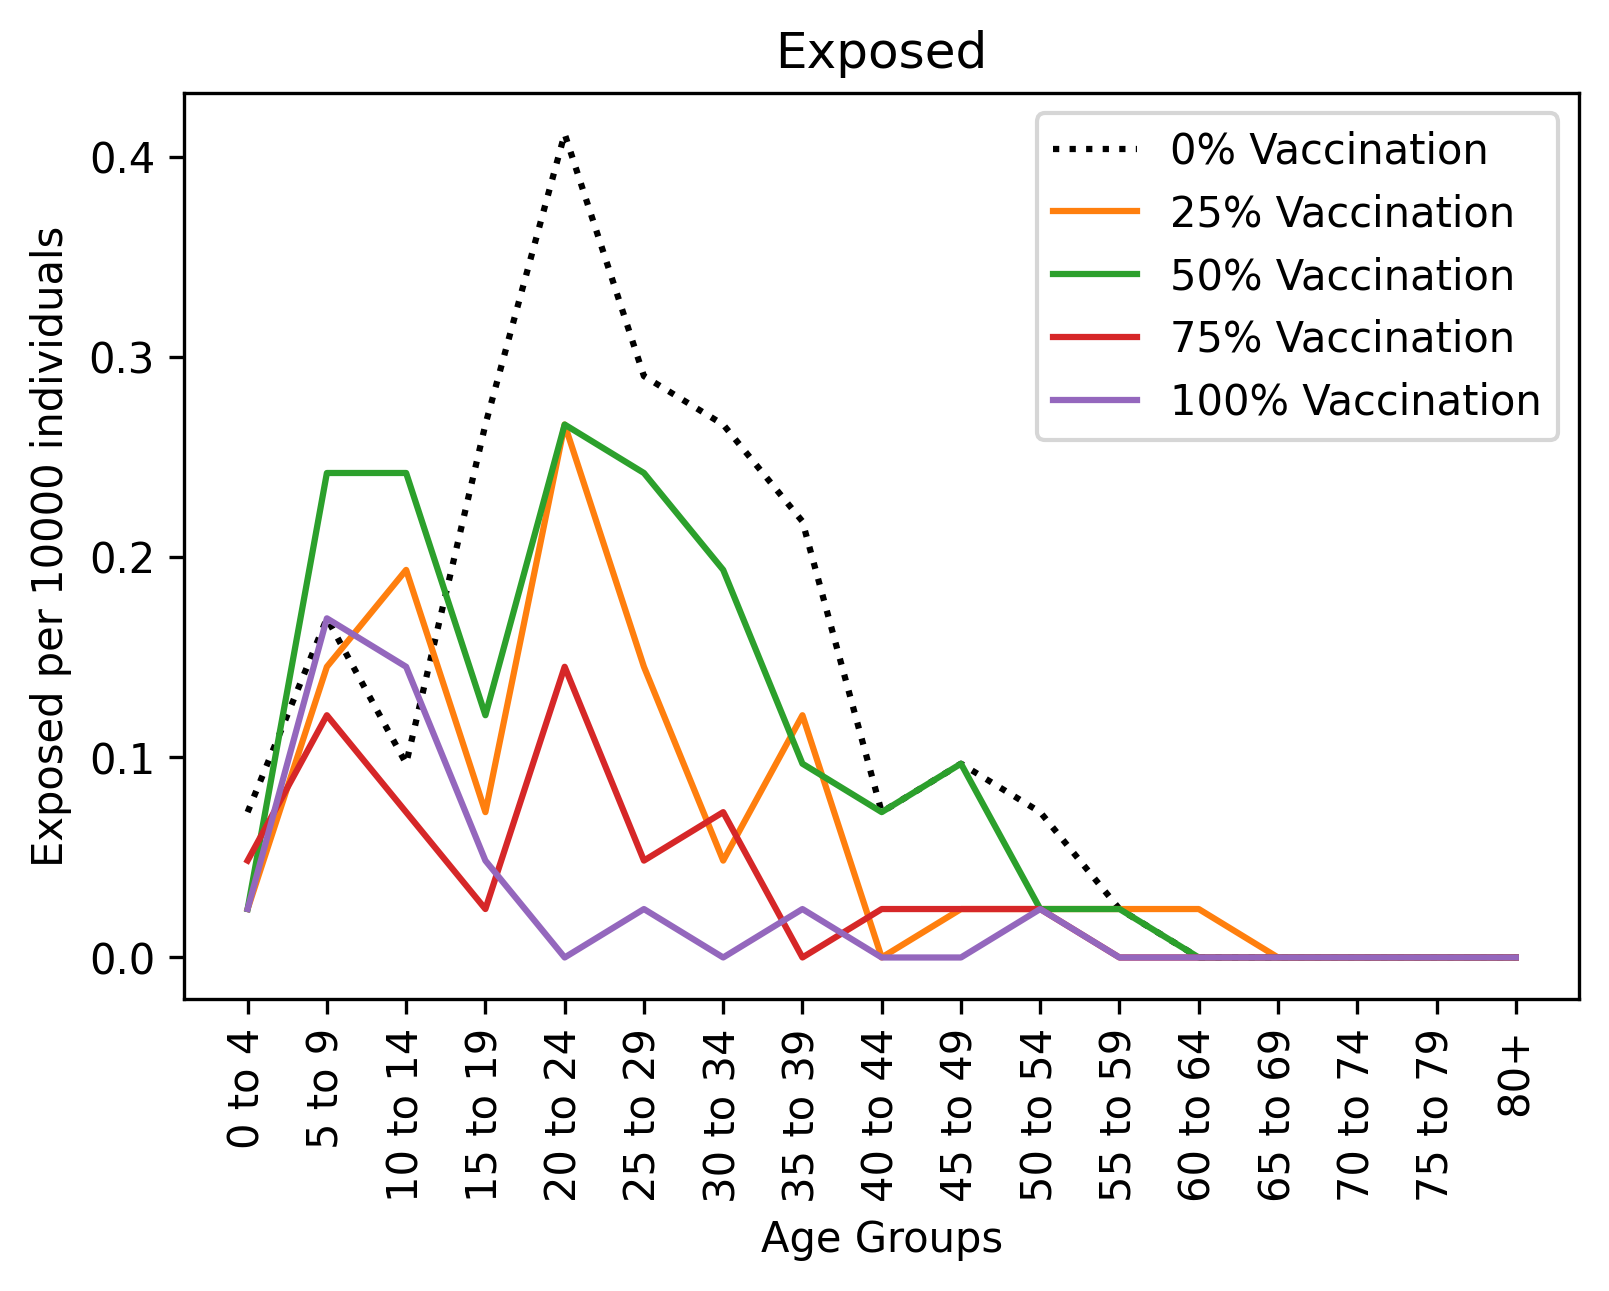 Exposed
0% Vaccination
25% Vaccination
50% Vaccination
75% Vaccination
100% Vaccination
Exposed per 10000 individuals
0.4
0.3
0.2
0.1
0.0
0 to 4
5 to 9
10 to 14
15 to 19
20 to 24
25 to 29
30 to 34
35 to 39
40 to 44
45 to 49
50 to 54
55 to 59
60 to 64
65 to 69
70 to 74
75 to 79
80+
Age Groups